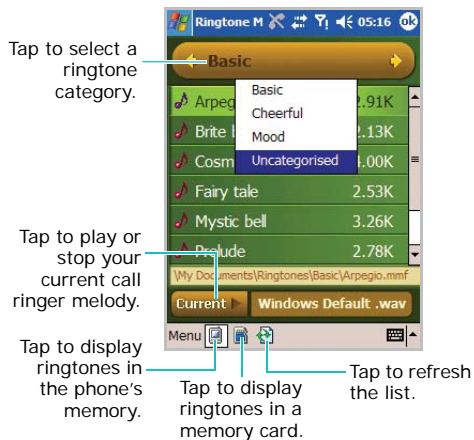 Ringtone M 05:16 ok
Tap to select a
ringtone
category.
Basic
Basic
Cheerful
Mood
Uncategorised
Arpeg 2.91K
Brite 2.13K
Cosm 4.00K
Fairy tale 2.53K
Mystic bell 3.26K
Prelude 2.78K
\My Documents\Ringtones\Basic\Arpegio.mmf
Tap to play or
stop your
current call
ringer melody.
Current Windows Default .wav
Menu
Tap to display
ringtones in
the phone's
memory.
Tap to display
ringtones in a
memory card.
Tap to refresh
the list.